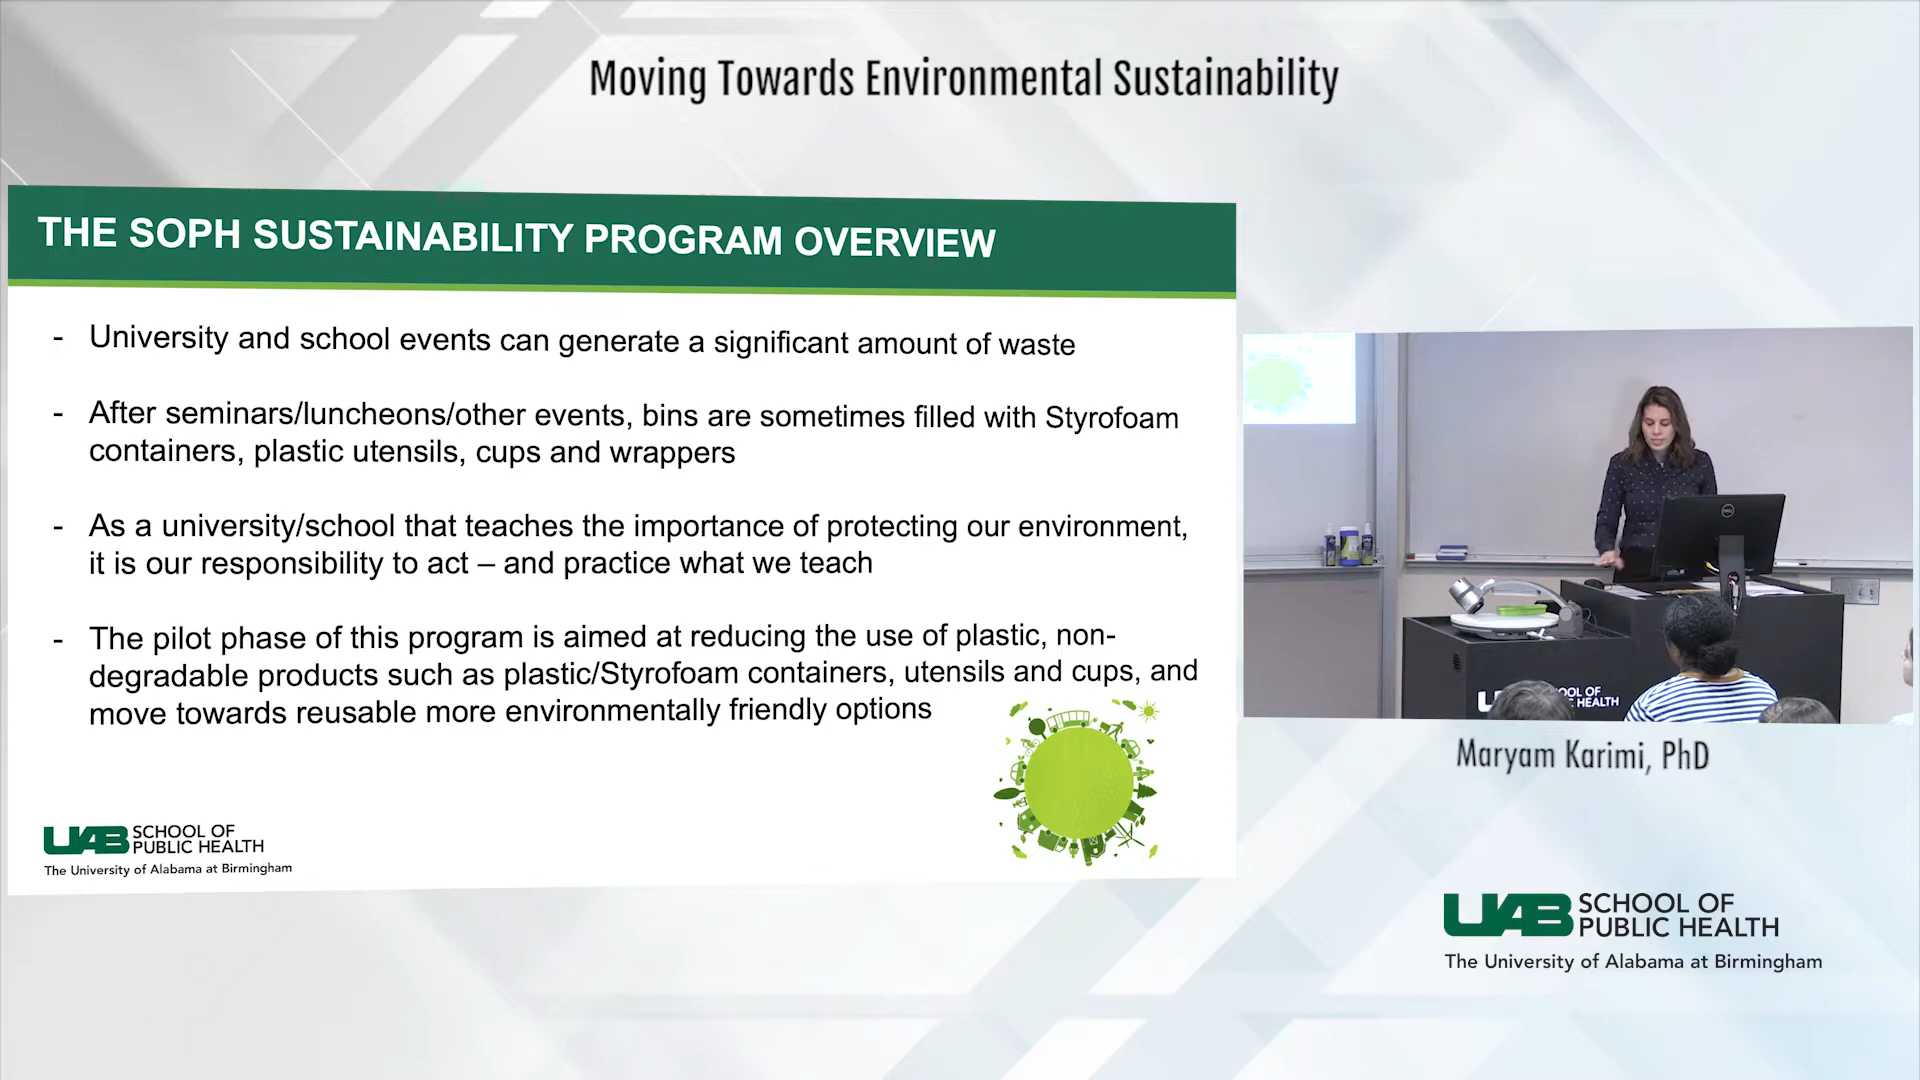 Moving Towards Environmental Sustainability
THE SOPH SUSTAINABILITY PROGRAM OVERVIEW
- University and school events can generate a significant amount of waste
- After seminars/luncheons/other events, bins are sometimes filled with Styrofoam
containers, plastic utensils, cups and wrappers
- As a university/school that teaches the importance of protecting our environment,
it is our responsibility to act – and practice what we teach
- The pilot phase of this program is aimed at reducing the use of plastic, non-
degradable products such as plastic/Styrofoam containers, utensils and cups, and
move towards reusable more environmentally friendly options
UAB SCHOOL OF
PUBLIC HEALTH
The University of Alabama at Birmingham
DELL
OOL OF
HEALTH
Maryam Karimi, PhD
UAB SCHOOL OF
PUBLIC HEALTH
The University of Alabama at Birmingham